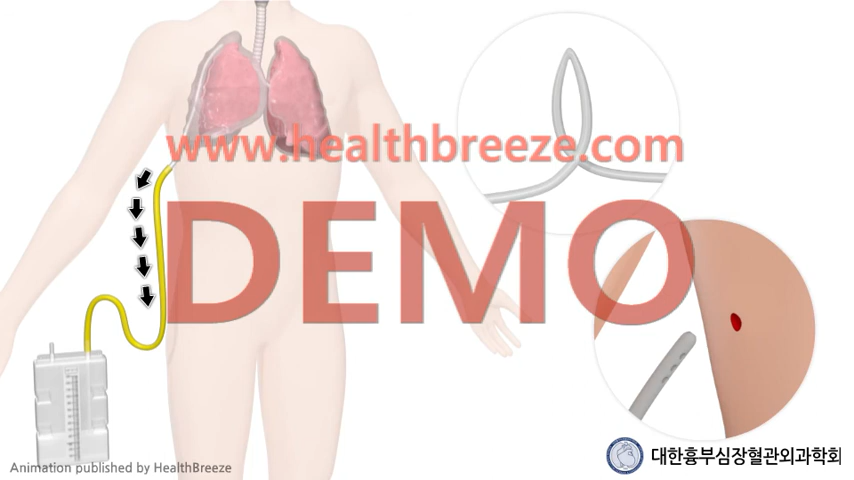 www.healthbreeze.com
DEMO
Animation published by HealthBreeze
대한흉부심장혈관외과학회